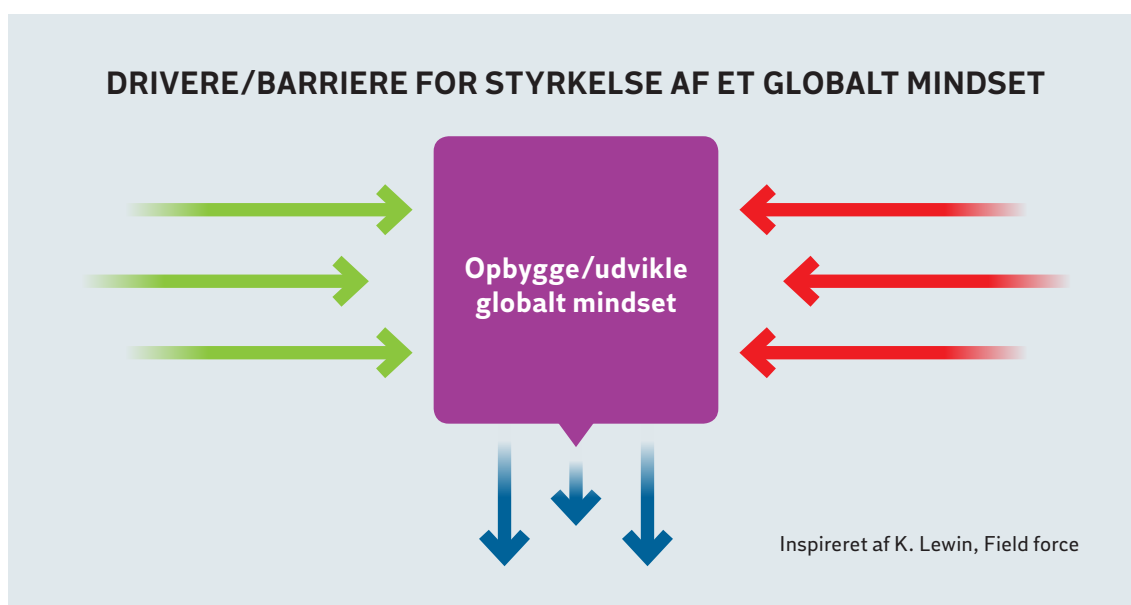 DRIVERE/BARRIERE FOR STYRKELSE AF ET GLOBALT MINDSET
Opbygge/udvikle
globalt mindset
Inspireret af K. Lewin, Field force